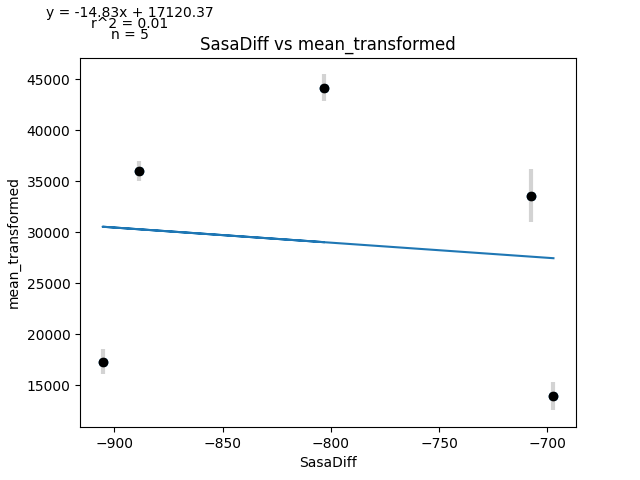 y = -14.83x + 17120.37
r^2 = 0.01
n = 5
SasaDiff vs mean_transformed
45000
40000
35000
30000
25000
20000
15000
mean_transformed
−900
−850
−800
−750
−700
SasaDiff